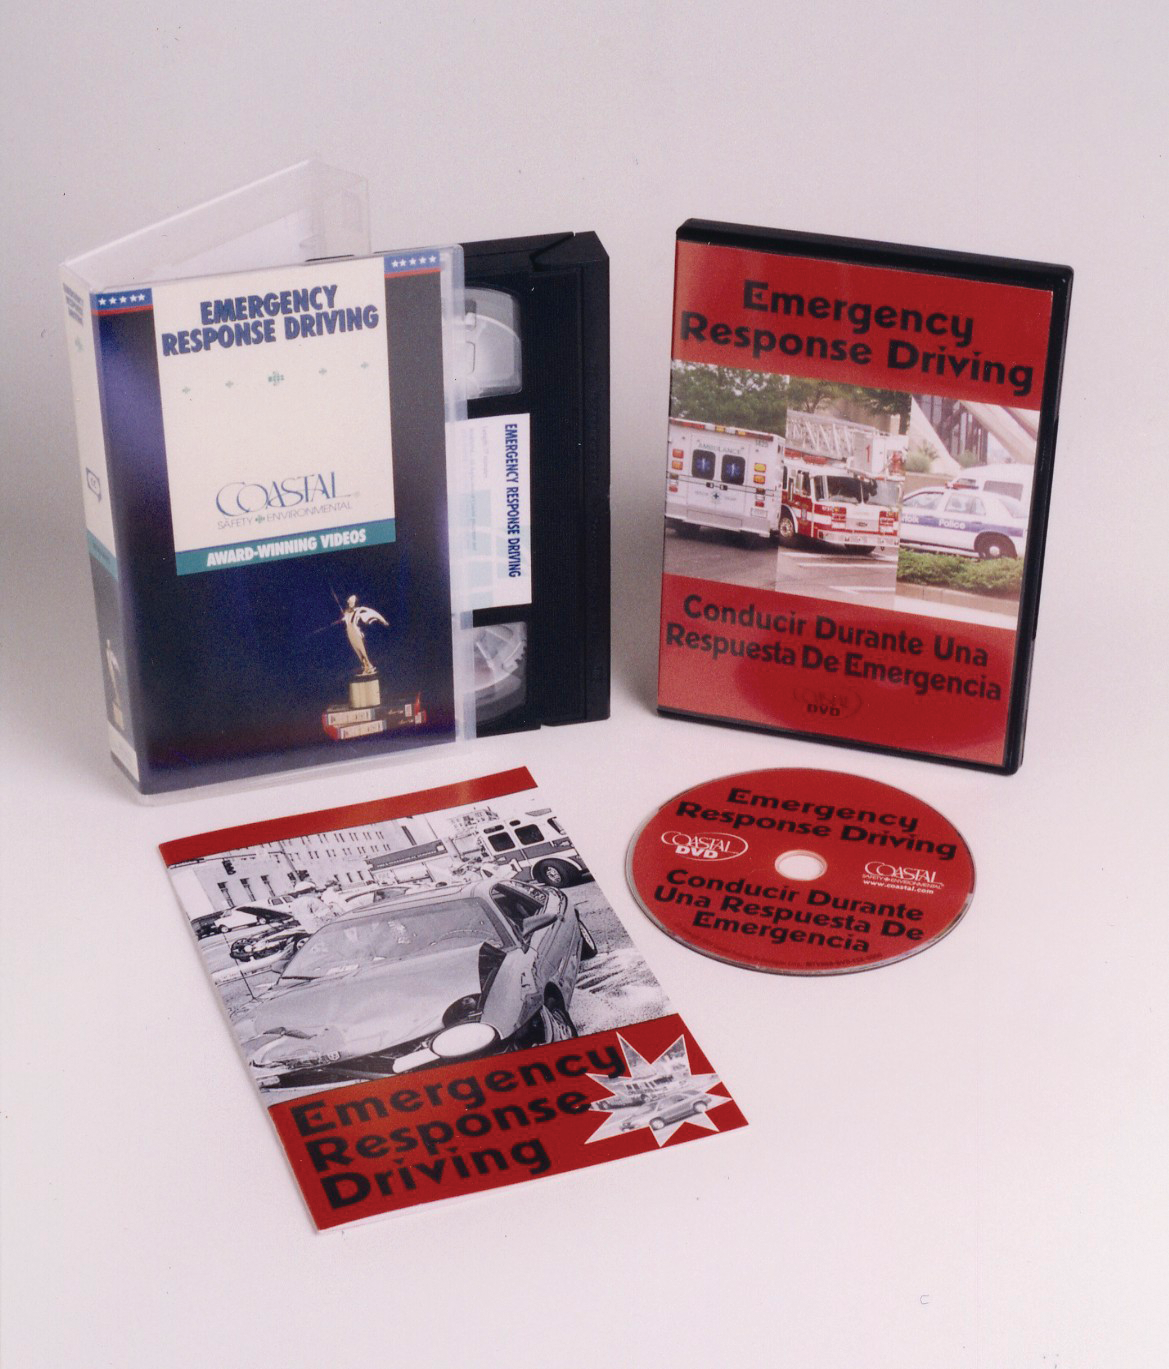 EMERGENCY
RESPONSE DRIVING
COASTAL
SAFETY ENVIRONMENTAL
AWARD-WINNING VIDEOS
EMERGENCY RESPONSE DRIVING
Emergency
Response Driving
AMBULANCE
Police
Conducir Durante Una
Respuesta De Emergencia
DVD
Emergency
Response Driving
COASTAL
DVD
COASTAL
SAFETY ENVIRONMENTAL
www.coastal.com
Conducir Durante
Una Respuesta De
Emergencia
Emergency
Response
Driving